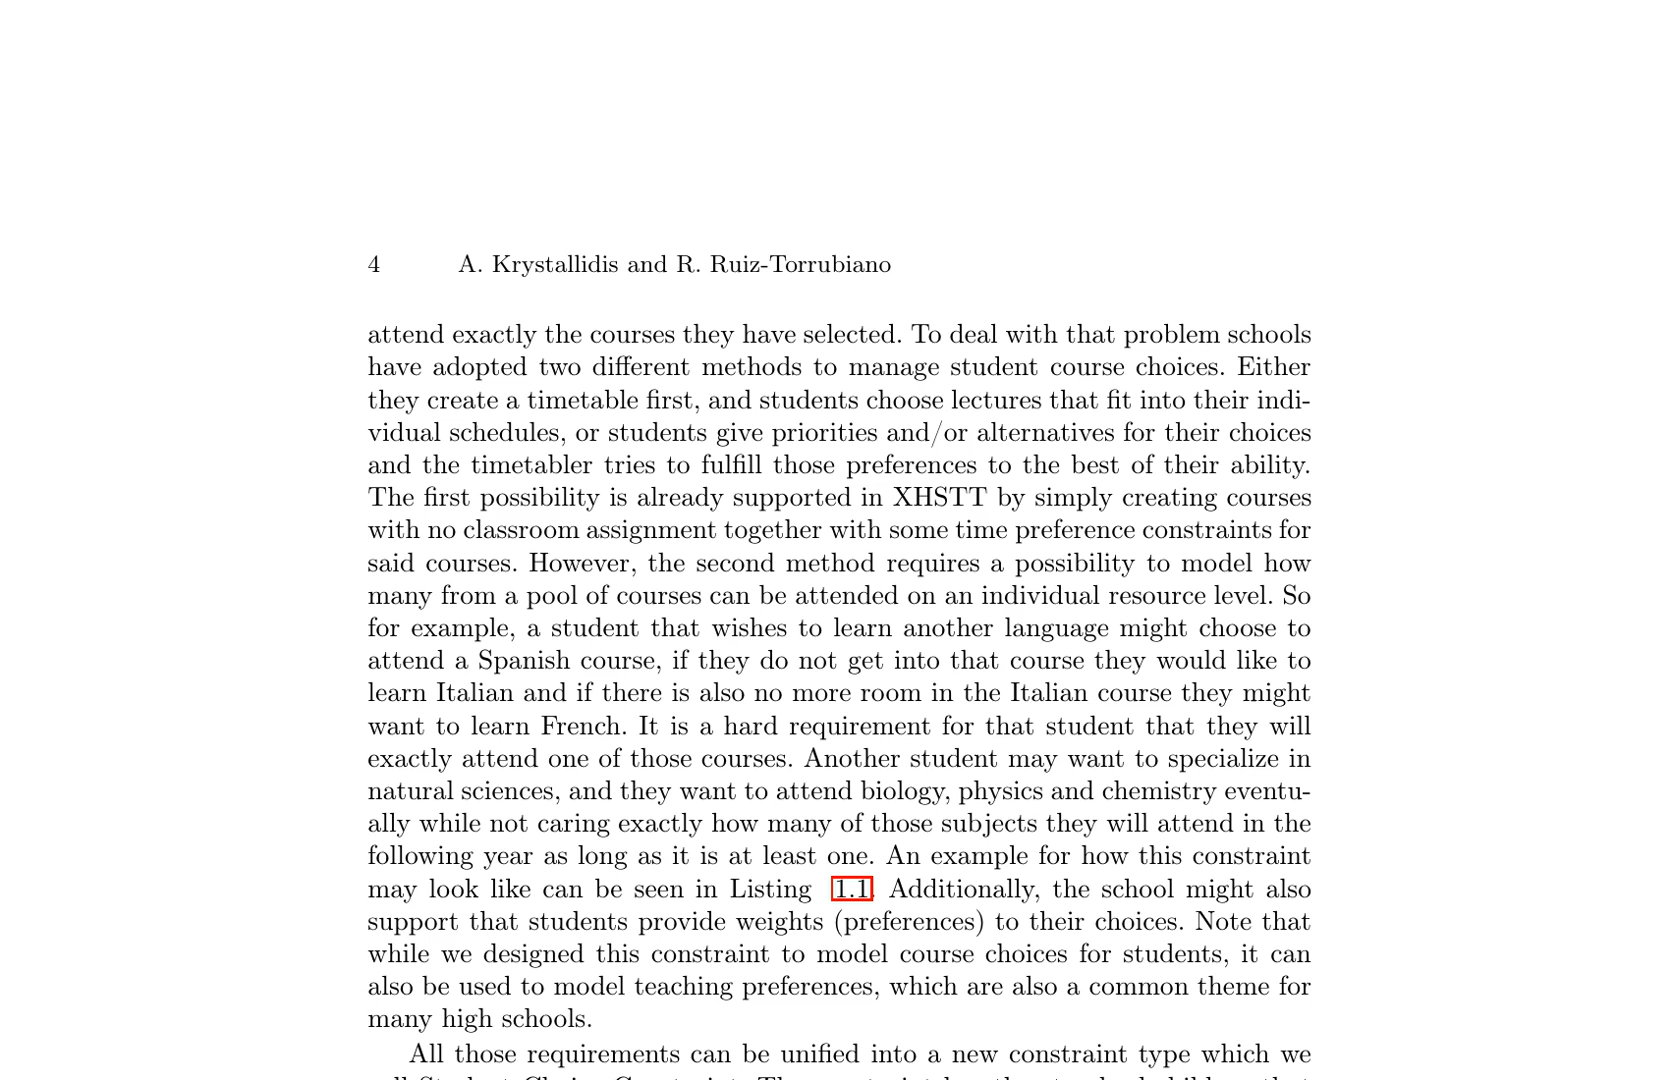 4 A. Krystallidis and R. Ruiz-Torrubiano
attend exactly the courses they have selected. To deal with that problem schools
have adopted two different methods to manage student course choices. Either
they create a timetable first, and students choose lectures that fit into their indi-
vidual schedules, or students give priorities and/or alternatives for their choices
and the timetabler tries to fulfill those preferences to the best of their ability.
The first possibility is already supported in XHSTT by simply creating courses
with no classroom assignment together with some time preference constraints for
said courses. However, the second method requires a possibility to model how
many from a pool of courses can be attended on an individual resource level. So
for example, a student that wishes to learn another language might choose to
attend a Spanish course, if they do not get into that course they would like to
learn Italian and if there is also no more room in the Italian course they might
want to learn French. It is a hard requirement for that student that they will
exactly attend one of those courses. Another student may want to specialize in
natural sciences, and they want to attend biology, physics and chemistry eventu-
ally while not caring exactly how many of those subjects they will attend in the
following year as long as it is at least one. An example for how this constraint
may look like can be seen in Listing 1.1. Additionally, the school might also
support that students provide weights (preferences) to their choices. Note that
while we designed this constraint to model course choices for students, it can
also be used to model teaching preferences, which are also a common theme for
many high schools.
All those requirements can be unified into a new constraint type which we